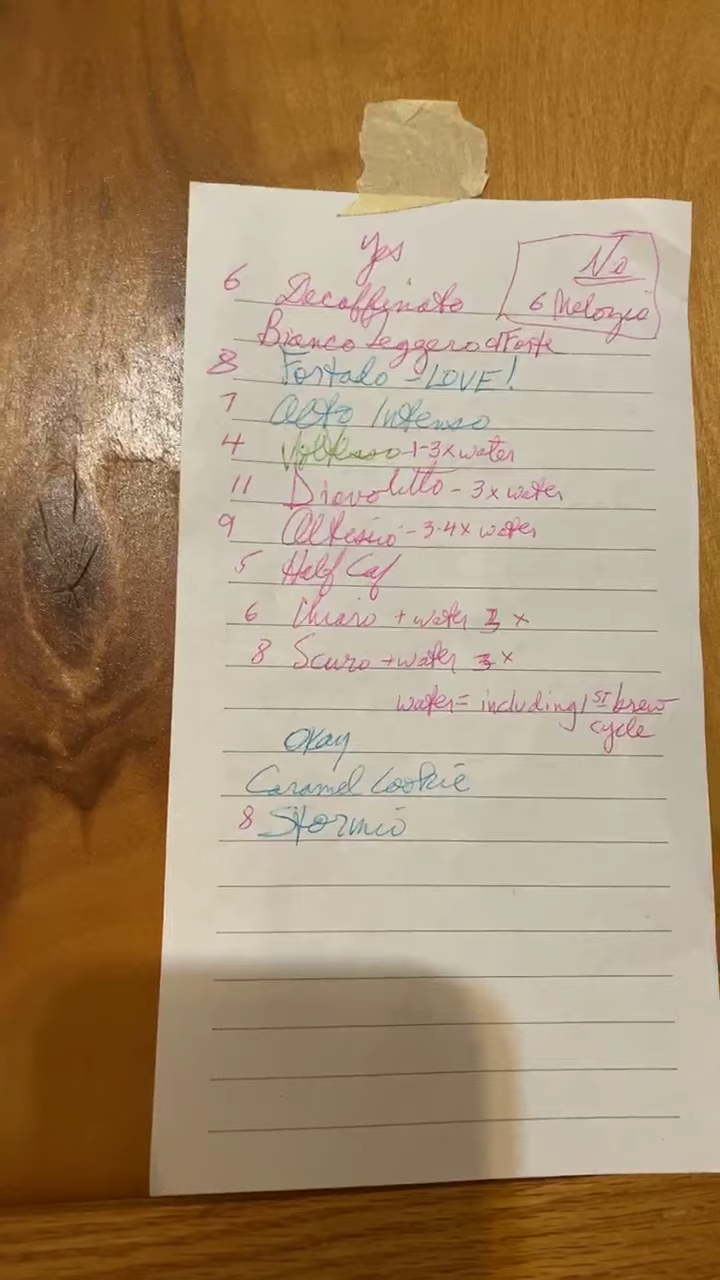 Yes
No
6 Decaffinato
6 Melozio
Bianco Leggero & Forte
8 Fortado - LOVE!
7 Alto Intenso
4 Voltesso - 1-3x water
11 Diavolitto - 3x water
9 Altissio - 3-4x water
5 Half Caf
6 Chiaro + water x
8 Scuro + water 3x
water = including 1ST brew
cycle
Okay
Caramel Cookie
8 Stormio